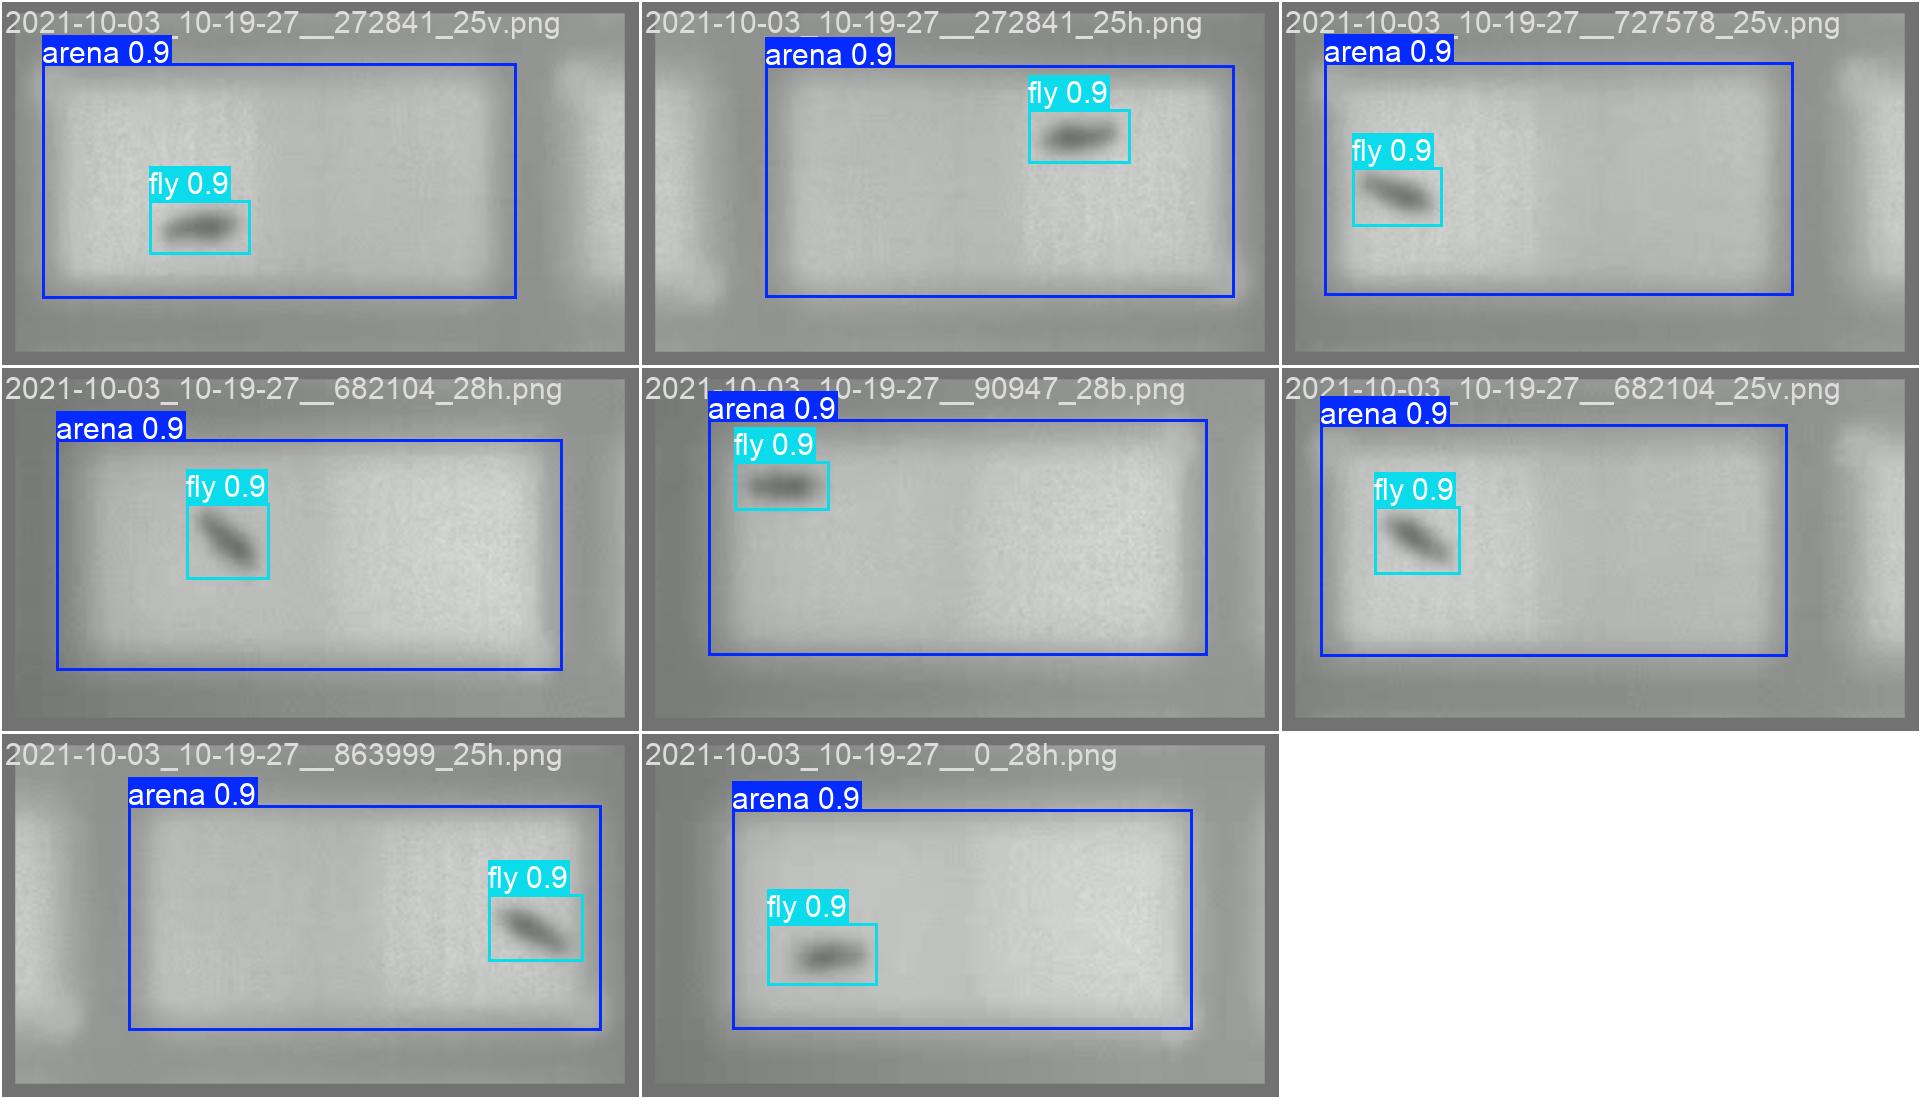 2021-10-03_10-19-27__272841_25v.png
arena 0.9
fly 0.9
2021-10-03_10-19-27__272841_25h.png
arena 0.9
fly 0.9
2021-10-03_10-19-27__727578_25v.png
arena 0.9
fly 0.9
2021-10-03_10-19-27__682104_28h.png
arena 0.9
fly 0.9
2021-10-03_10-19-27__90947_28b.png
arena 0.9
fly 0.9
2021-10-03_10-19-27__682104_25v.png
arena 0.9
fly 0.9
2021-10-03_10-19-27__863999_25h.png
arena 0.9
fly 0.9
2021-10-03_10-19-27__0_28h.png
arena 0.9
fly 0.9